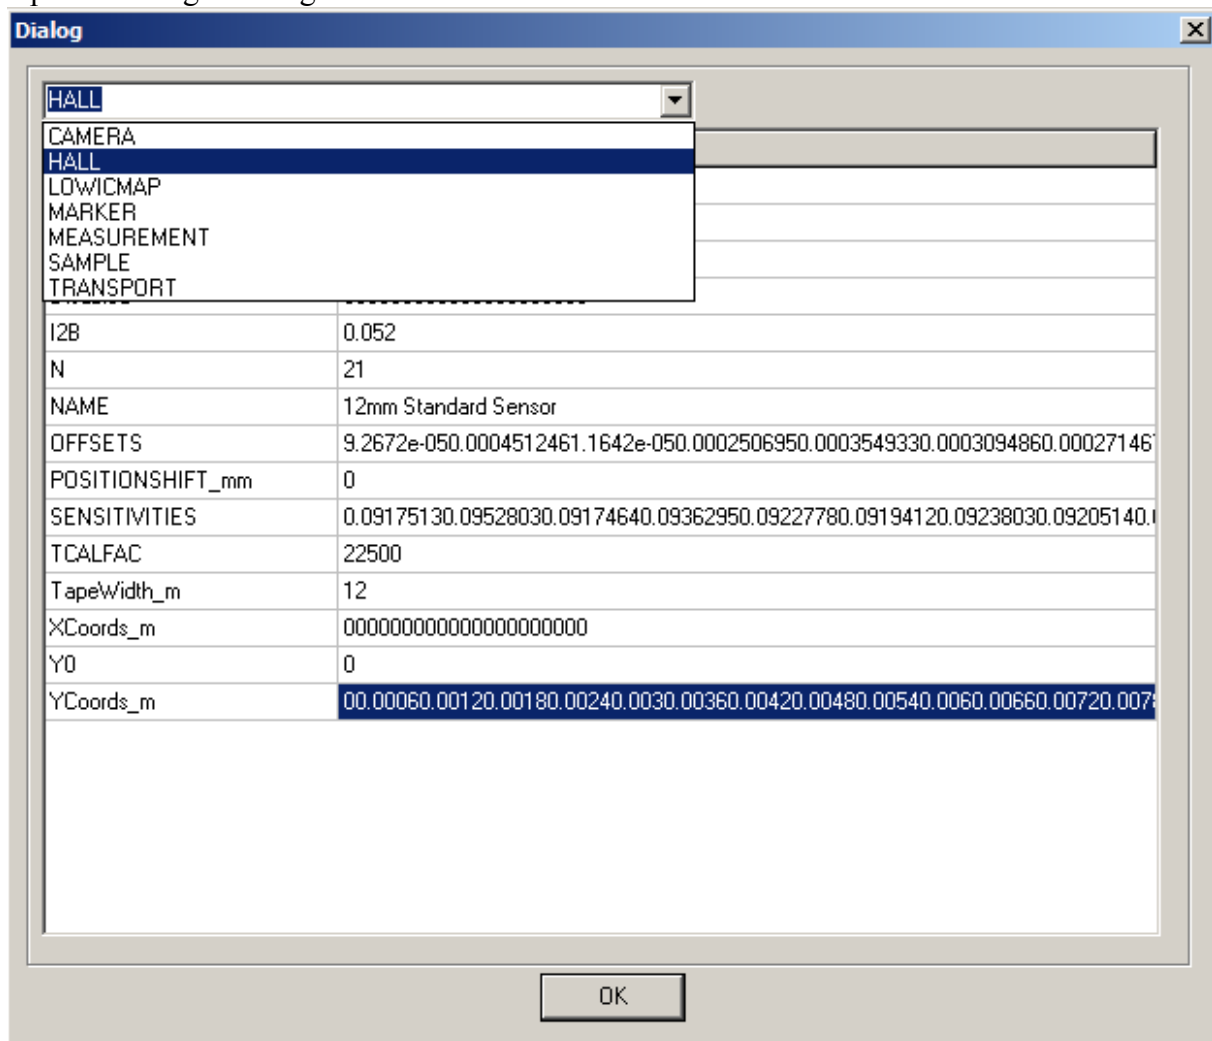 Dialog
HALL
CAMERA
HALL
LOWICMAP
MARKER
MEASUREMENT
SAMPLE
TRANSPORT
I2B 0.052
N 21
NAME 12mm Standard Sensor
OFFSETS 9.2672e-050.0004512461.1642e-050.0002506950.0003549330.0003094860.000271467
POSITIONSHIFT_mm 0
SENSITIVITIES 0.09175130.09528030.09174640.09362950.09227780.09194120.09238030.09205140.
TCALFAC 22500
TapeWidth_m 12
XCoords_m 000000000000000000000
Y0 0
YCoords_m 00.00060.00120.00180.00240.0030.00360.00420.00480.00540.0060.00660.00720.0078
OK